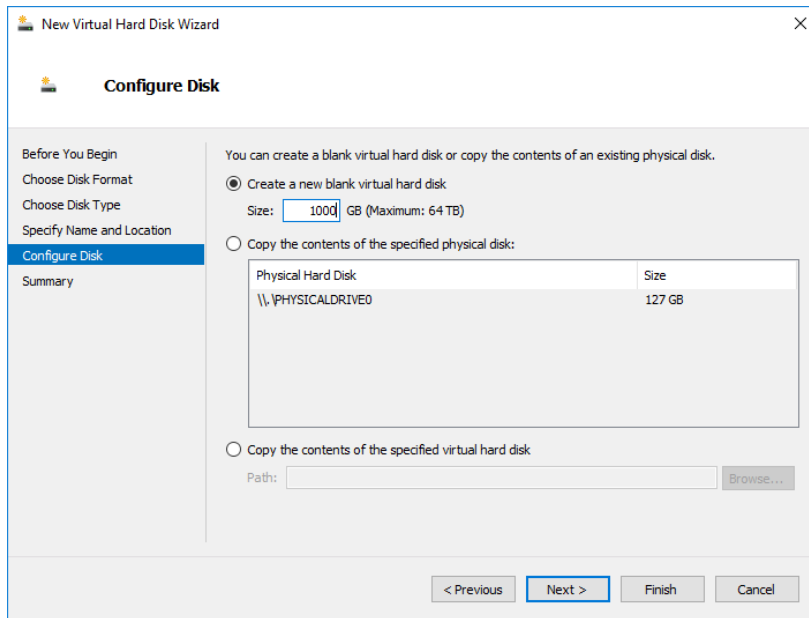 New Virtual Hard Disk Wizard
Configure Disk
Before You Begin
Choose Disk Format
Choose Disk Type
Specify Name and Location
Configure Disk
Summary
You can create a blank virtual hard disk or copy the contents of an existing physical disk.
Create a new blank virtual hard disk
Size: 1000 GB (Maximum: 64 TB)
Copy the contents of the specified physical disk:
Physical Hard Disk Size
\\.\PHYSICALDRIVE0 127 GB
Copy the contents of the specified virtual hard disk
Path: Browse...
< Previous Next > Finish Cancel